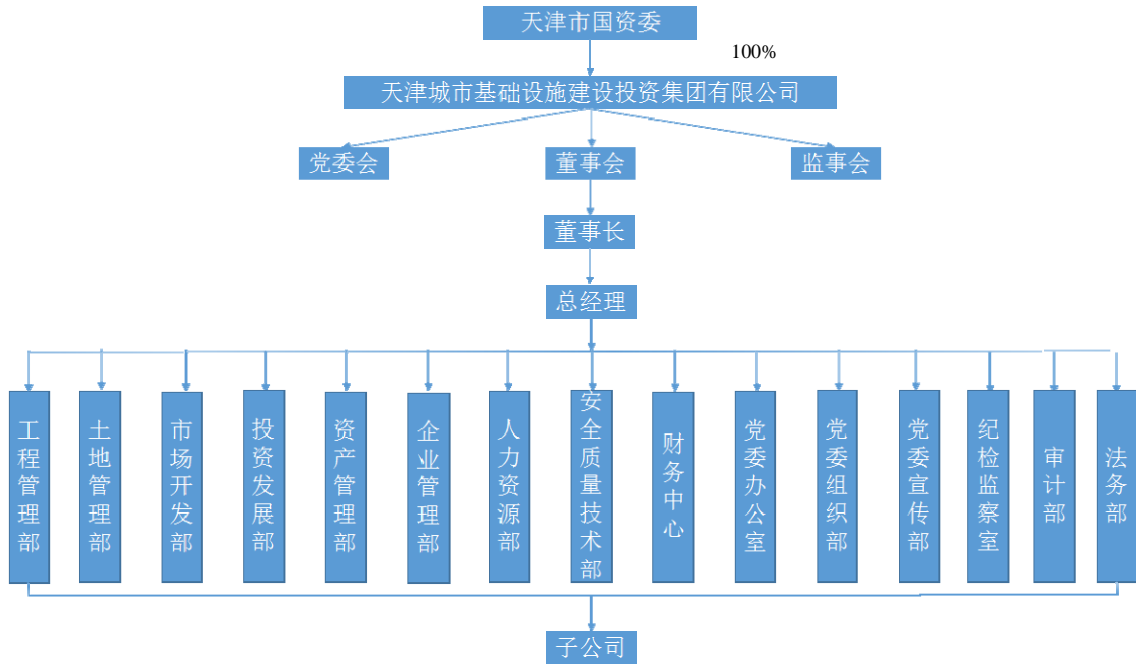 天津市国资委
100%
天津城市基础设施建设投资集团有限公司
党委会
董事会
监事会
董事长
总经理
工程管理部
土地管理部
市场开发部
投资发展部
资产管理部
企业管理部
人力资源部
安全质量技术部
财务中心
党委办公室
党委组织部
党委宣传部
纪检监察室
审计部
法务部
子公司